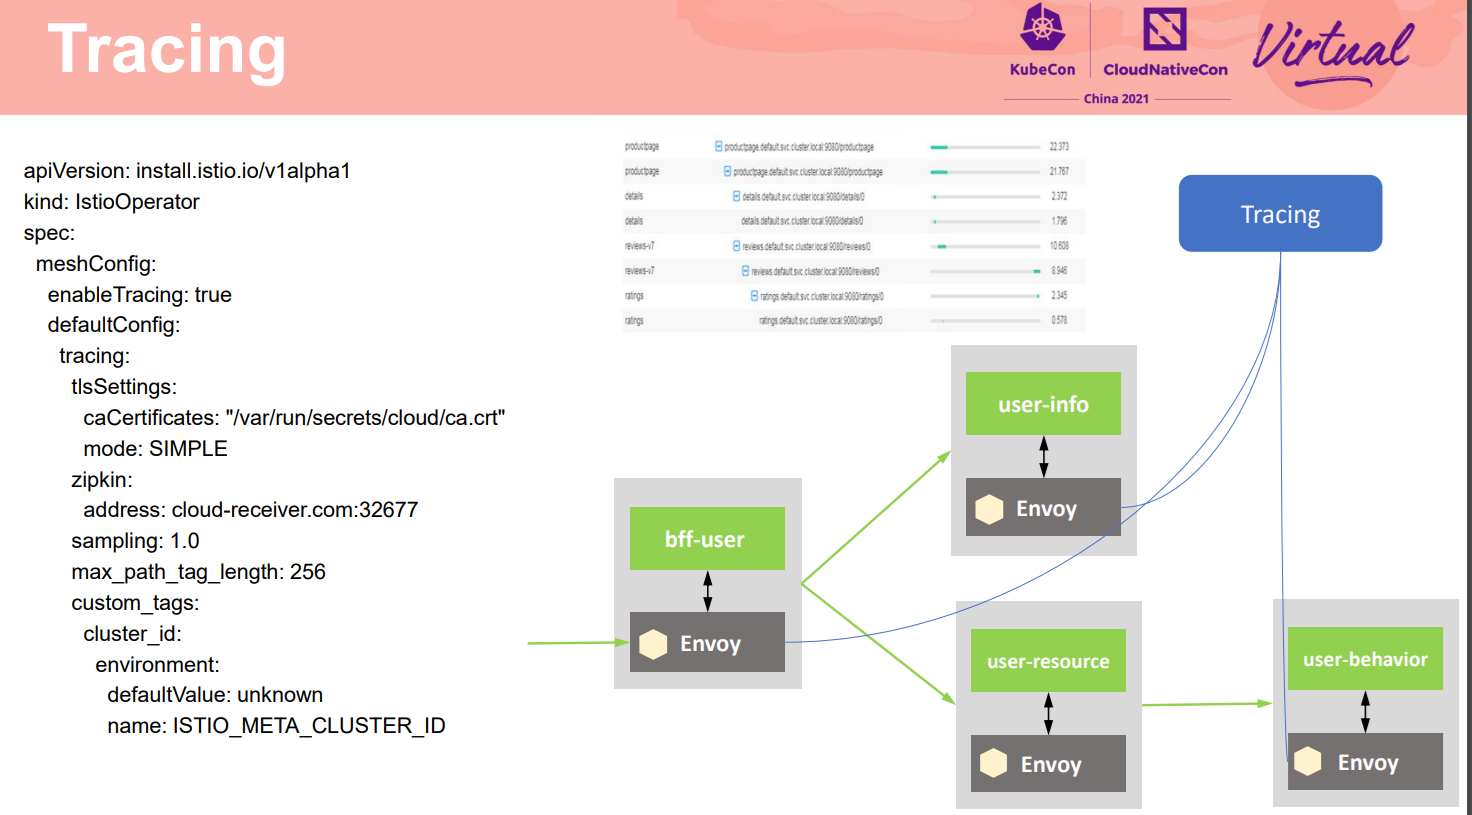 Tracing
KubeCon
CloudNativeCon
China 2021
Virtual
apiVersion: install.istio.io/v1alpha1
kind: IstioOperator
spec:
meshConfig:
enableTracing: true
defaultConfig:
tracing:
tlsSettings:
caCertificates: "/var/run/secrets/cloud/ca.crt"
mode: SIMPLE
zipkin:
address: cloud-receiver.com:32677
sampling: 1.0
max_path_tag_length: 256
custom_tags:
cluster_id:
environment:
defaultValue: unknown
name: ISTIO_META_CLUSTER_ID
productpage productpage.default.svc.cluster.local:9080/productpage 22.373
productpage productpage.default.svc.cluster.local:9080/productpage 21.767
details details.default.svc.cluster.local:9080/details/0 2.372
details details.default.svc.cluster.local:9080/details/0 1.796
reviews-v7 reviews.default.svc.cluster.local:9080/reviews/0 10.608
reviews-v7 reviews.default.svc.cluster.local:9080/reviews/0 8.946
ratings ratings.default.svc.cluster.local:9080/ratings/0 2.345
ratings ratings.default.svc.cluster.local:9080/ratings/0 0.578
Tracing
user-info
Envoy
bff-user
Envoy
user-resource
Envoy
user-behavior
Envoy